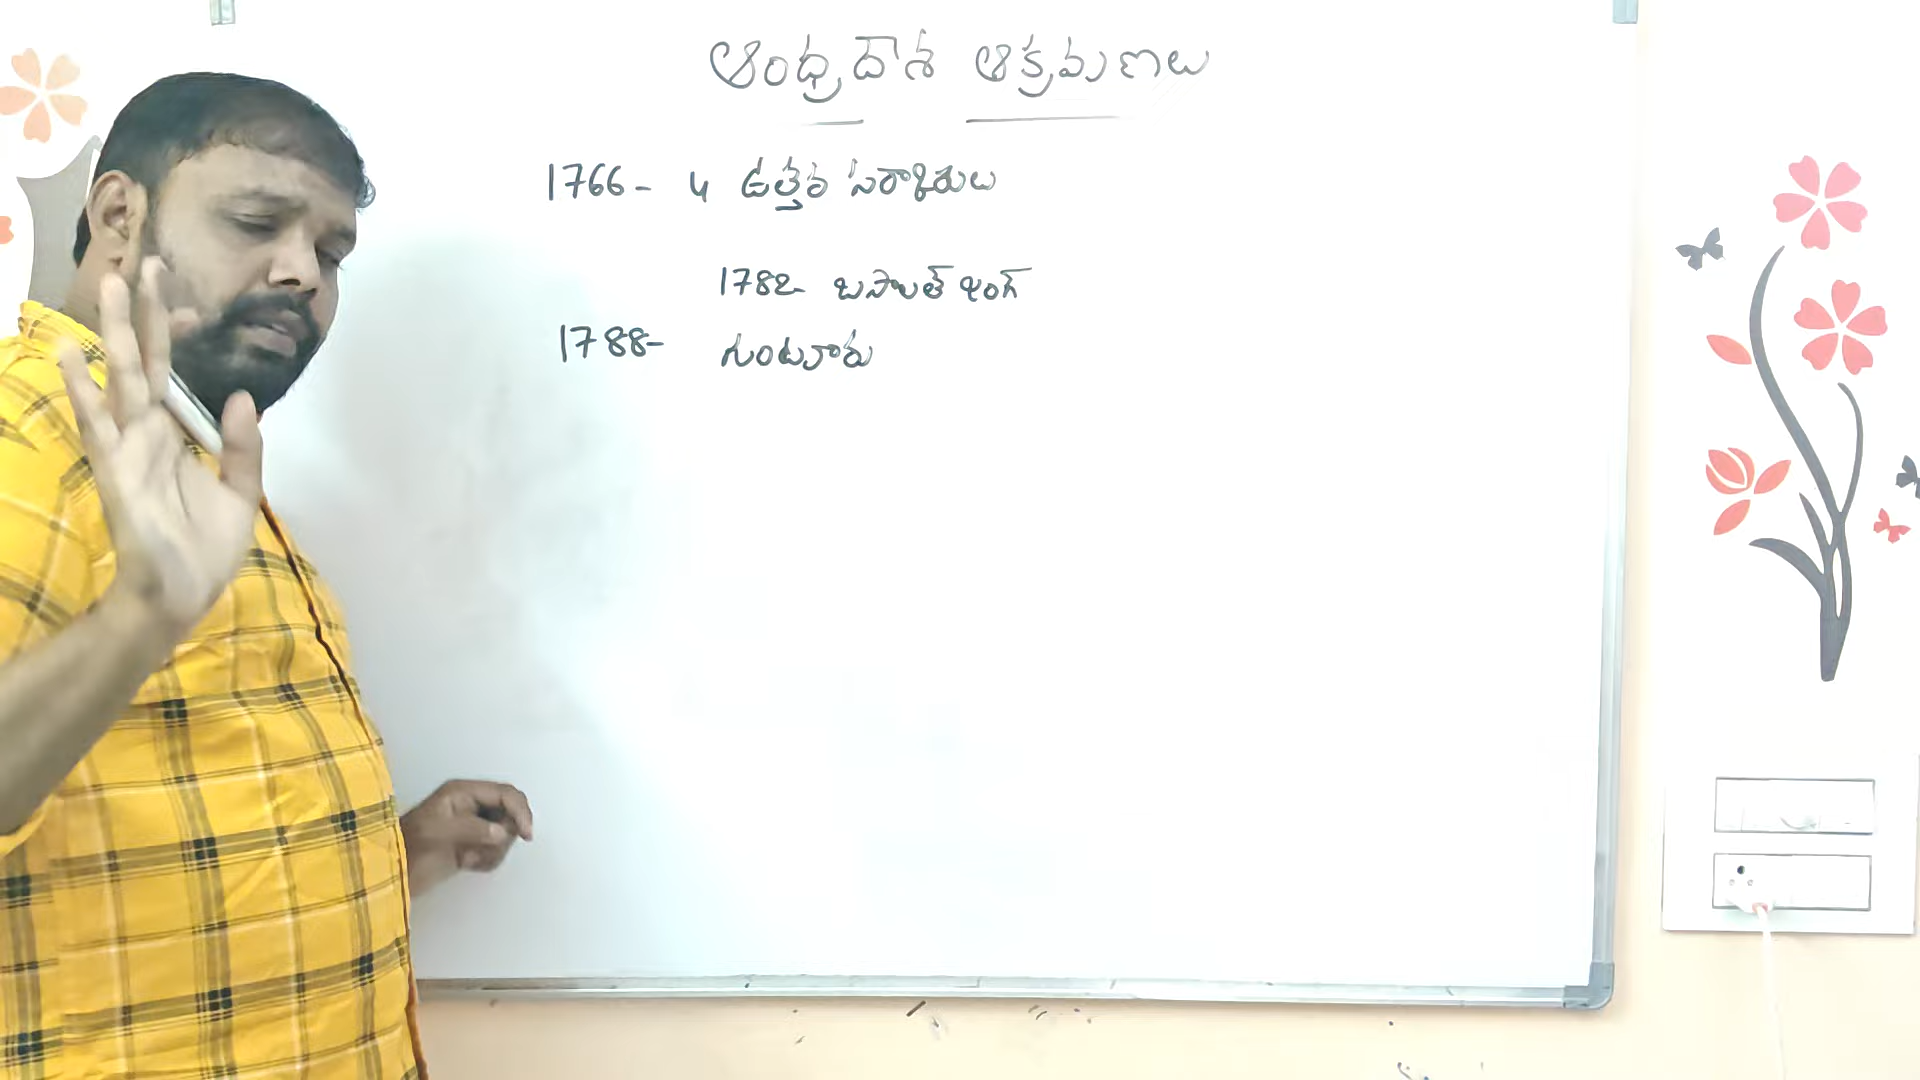 ఆంధ్రదేశ ఆక్రమణలు
1766 - 4 ఉత్తర సర్కారులు
1782 - బసాలత్ జంగ్
1788 - గుంటూరు